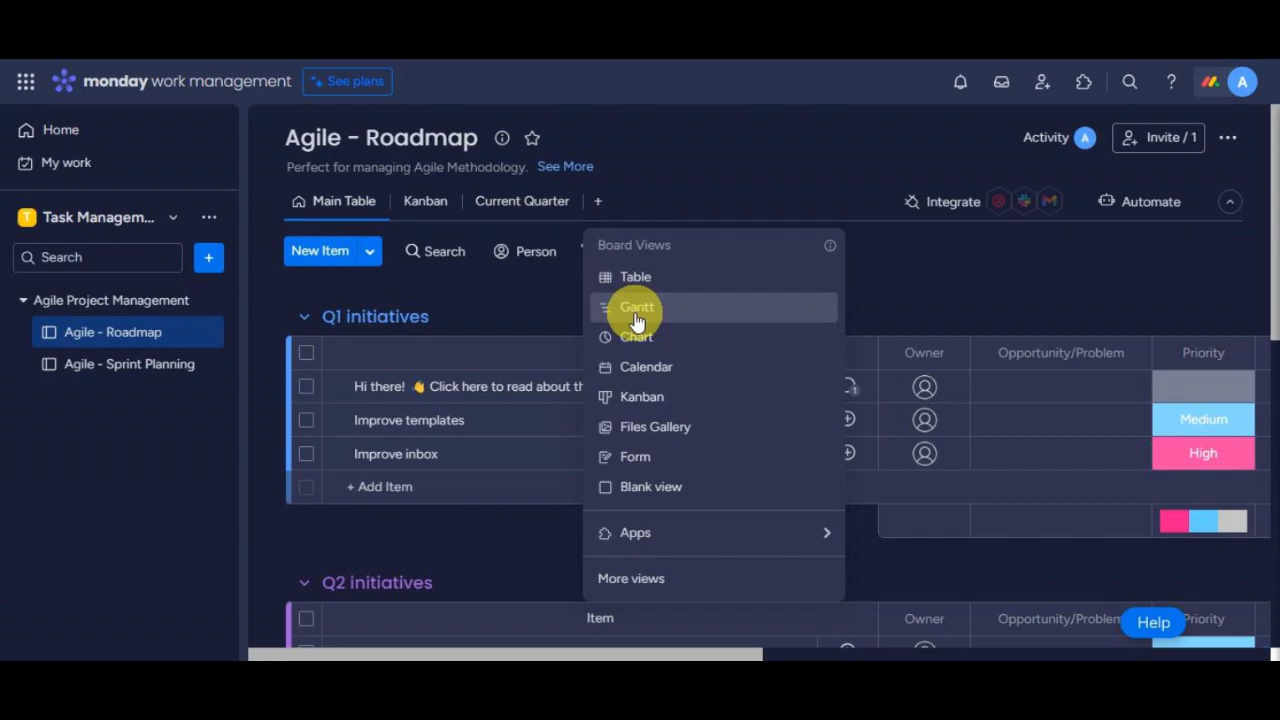 monday work management
See plans
A
Home
My work
T Task Managem...
Search
+
Agile Project Management
Agile - Roadmap
Agile - Sprint Planning
Agile - Roadmap
Activity A
Invite / 1
Perfect for managing Agile Methodology. See More
Main Table Kanban Current Quarter +
Integrate
Automate
New Item Search Person
Board Views
Table
Gantt
Chart
Calendar
Kanban
Files Gallery
Form
Blank view
Apps
More views
Q1 initiatives
Owner Opportunity/Problem Priority
Hi there! 👋 Click here to read about th
1
Improve templates
Medium
Improve inbox
High
+ Add Item
Q2 initiatives
Item Owner Opportunity/Problem Priority
Help